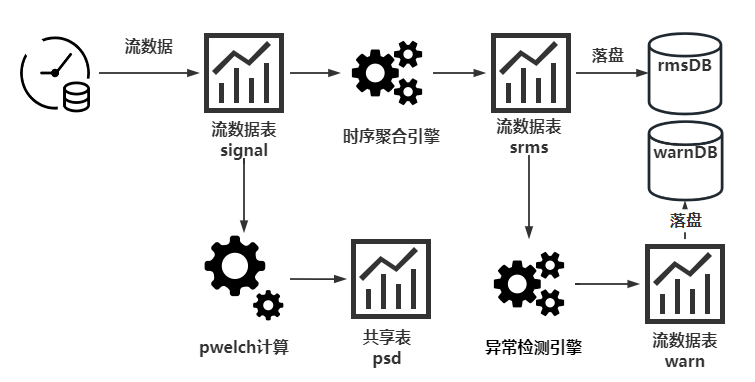 流数据
流数据表
signal
时序聚合引擎
流数据表
srms
落盘
rmsDB
warnDB
落盘
pwelch计算
共享表
psd
异常检测引擎
流数据表
warn